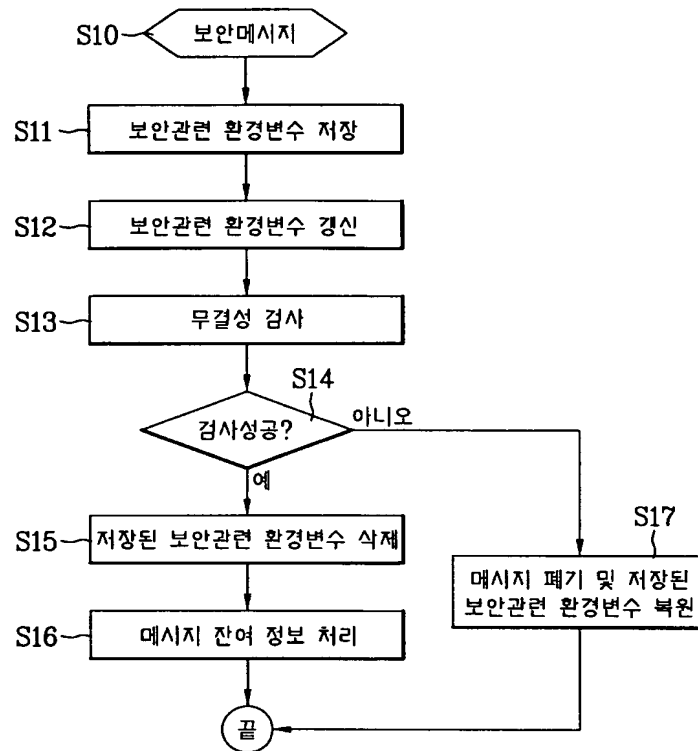 S10
보안메시지
S11
보안관련 환경변수 저장
S12
보안관련 환경변수 갱신
S13
무결성 검사
S14
검사성공?
아니오
예
S15
저장된 보안관련 환경변수 삭제
S17
메시지 폐기 및 저장된
보안관련 환경변수 복원
S16
메시지 잔여 정보 처리
끝